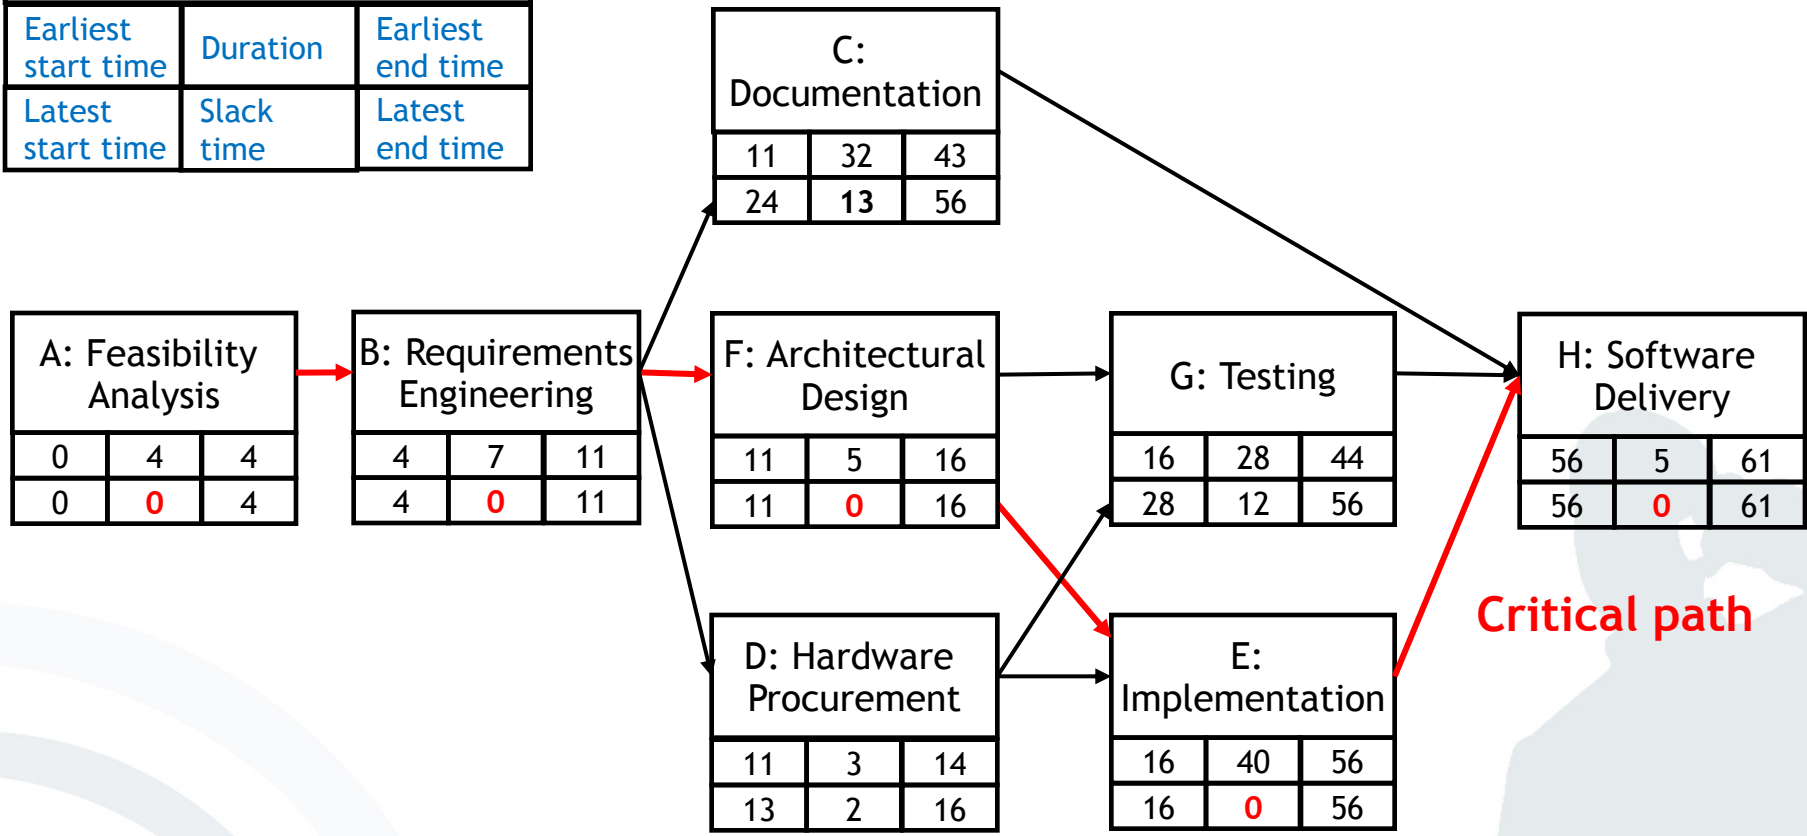 Earliest start time
Duration
Earliest end time
Latest start time
Slack time
Latest end time
C:
Documentation
11 32 43
24 13 56
A: Feasibility
Analysis
0 4 4
0 0 4
B: Requirements
Engineering
4 7 11
4 0 11
F: Architectural
Design
11 5 16
11 0 16
G: Testing
16 28 44
28 12 56
H: Software
Delivery
56 5 61
56 0 61
D: Hardware
Procurement
11 3 14
13 2 16
E:
Implementation
16 40 56
16 0 56
Critical path